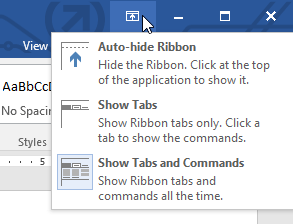 View
Auto-hide Ribbon
Hide the Ribbon. Click at the top
of the application to show it.
AaBbCcD
No Spacin
Show Tabs
Show Ribbon tabs only. Click a
tab to show the commands.
Styles
5
Show Tabs and Commands
Show Ribbon tabs and
commands all the time.